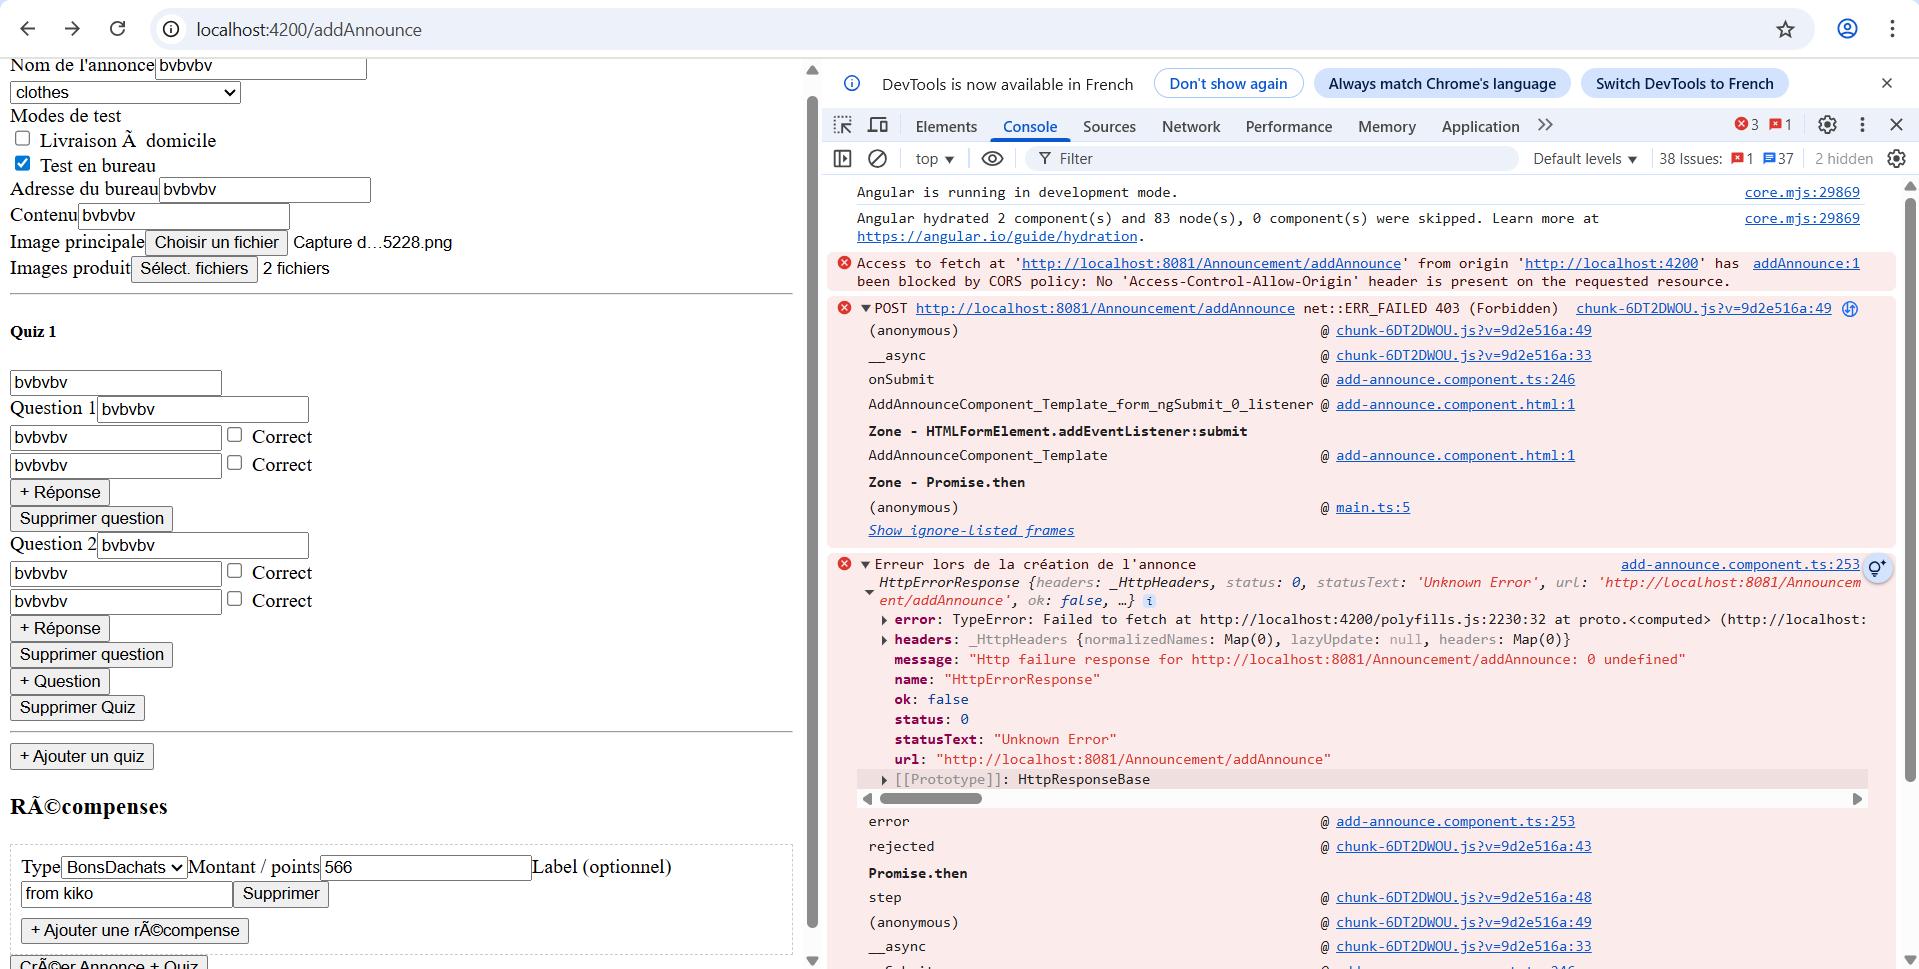 localhost:4200/addAnnounce
Nom de l'annonce bvbvbv
clothes
Modes de test
Livraison Ã  domicile
Test en bureau
Adresse du bureau bvbvbv
Contenu bvbvbv
Image principale Choisir un fichier Capture d…5228.png
Images produit Sélect. fichiers 2 fichiers
Quiz 1
bvbvbv
Question 1 bvbvbv
bvbvbv Correct
bvbvbv Correct
+ Réponse
Supprimer question
Question 2 bvbvbv
bvbvbv Correct
bvbvbv Correct
+ Réponse
Supprimer question
+ Question
Supprimer Quiz
+ Ajouter un quiz
RÃ©compenses
Type BonsDachats Montant / points 566 Label (optionnel)
from kiko Supprimer
+ Ajouter une rÃ©compense
CrÃ©er Annonce + Quiz
DevTools is now available in French Don't show again Always match Chrome's language Switch DevTools to French
Elements Console Sources Network Performance Memory Application 3 1
top Filter Default levels 38 Issues: 1 37 2 hidden
Angular is running in development mode. core.mjs:29869
Angular hydrated 2 component(s) and 83 node(s), 0 component(s) were skipped. Learn more at core.mjs:29869
https://angular.io/guide/hydration.
Access to fetch at 'http://localhost:8081/Announcement/addAnnounce' from origin 'http://localhost:4200' has addAnnounce:1
been blocked by CORS policy: No 'Access-Control-Allow-Origin' header is present on the requested resource.
POST http://localhost:8081/Announcement/addAnnounce net::ERR_FAILED 403 (Forbidden) chunk-6DT2DWOU.js?v=9d2e516a:49
(anonymous) @ chunk-6DT2DWOU.js?v=9d2e516a:49
__async @ chunk-6DT2DWOU.js?v=9d2e516a:33
onSubmit @ add-announce.component.ts:246
AddAnnounceComponent_Template_form_ngSubmit_0_listener @ add-announce.component.html:1
Zone - HTMLFormElement.addEventListener:submit
AddAnnounceComponent_Template @ add-announce.component.html:1
Zone - Promise.then
(anonymous) @ main.ts:5
Show ignore-listed frames
Erreur lors de la création de l'annonce add-announce.component.ts:253
HttpErrorResponse {headers: _HttpHeaders, status: 0, statusText: 'Unknown Error', url: 'http://localhost:8081/Announcem
ent/addAnnounce', ok: false, …} i
error: TypeError: Failed to fetch at http://localhost:4200/polyfills.js:2230:32 at proto.<computed> (http://localhost:
headers: _HttpHeaders {normalizedNames: Map(0), lazyUpdate: null, headers: Map(0)}
message: "Http failure response for http://localhost:8081/Announcement/addAnnounce: 0 undefined"
name: "HttpErrorResponse"
ok: false
status: 0
statusText: "Unknown Error"
url: "http://localhost:8081/Announcement/addAnnounce"
[[Prototype]]: HttpResponseBase
error @ add-announce.component.ts:253
rejected @ chunk-6DT2DWOU.js?v=9d2e516a:43
Promise.then
step @ chunk-6DT2DWOU.js?v=9d2e516a:48
(anonymous) @ chunk-6DT2DWOU.js?v=9d2e516a:49
__async @ chunk-6DT2DWOU.js?v=9d2e516a:33